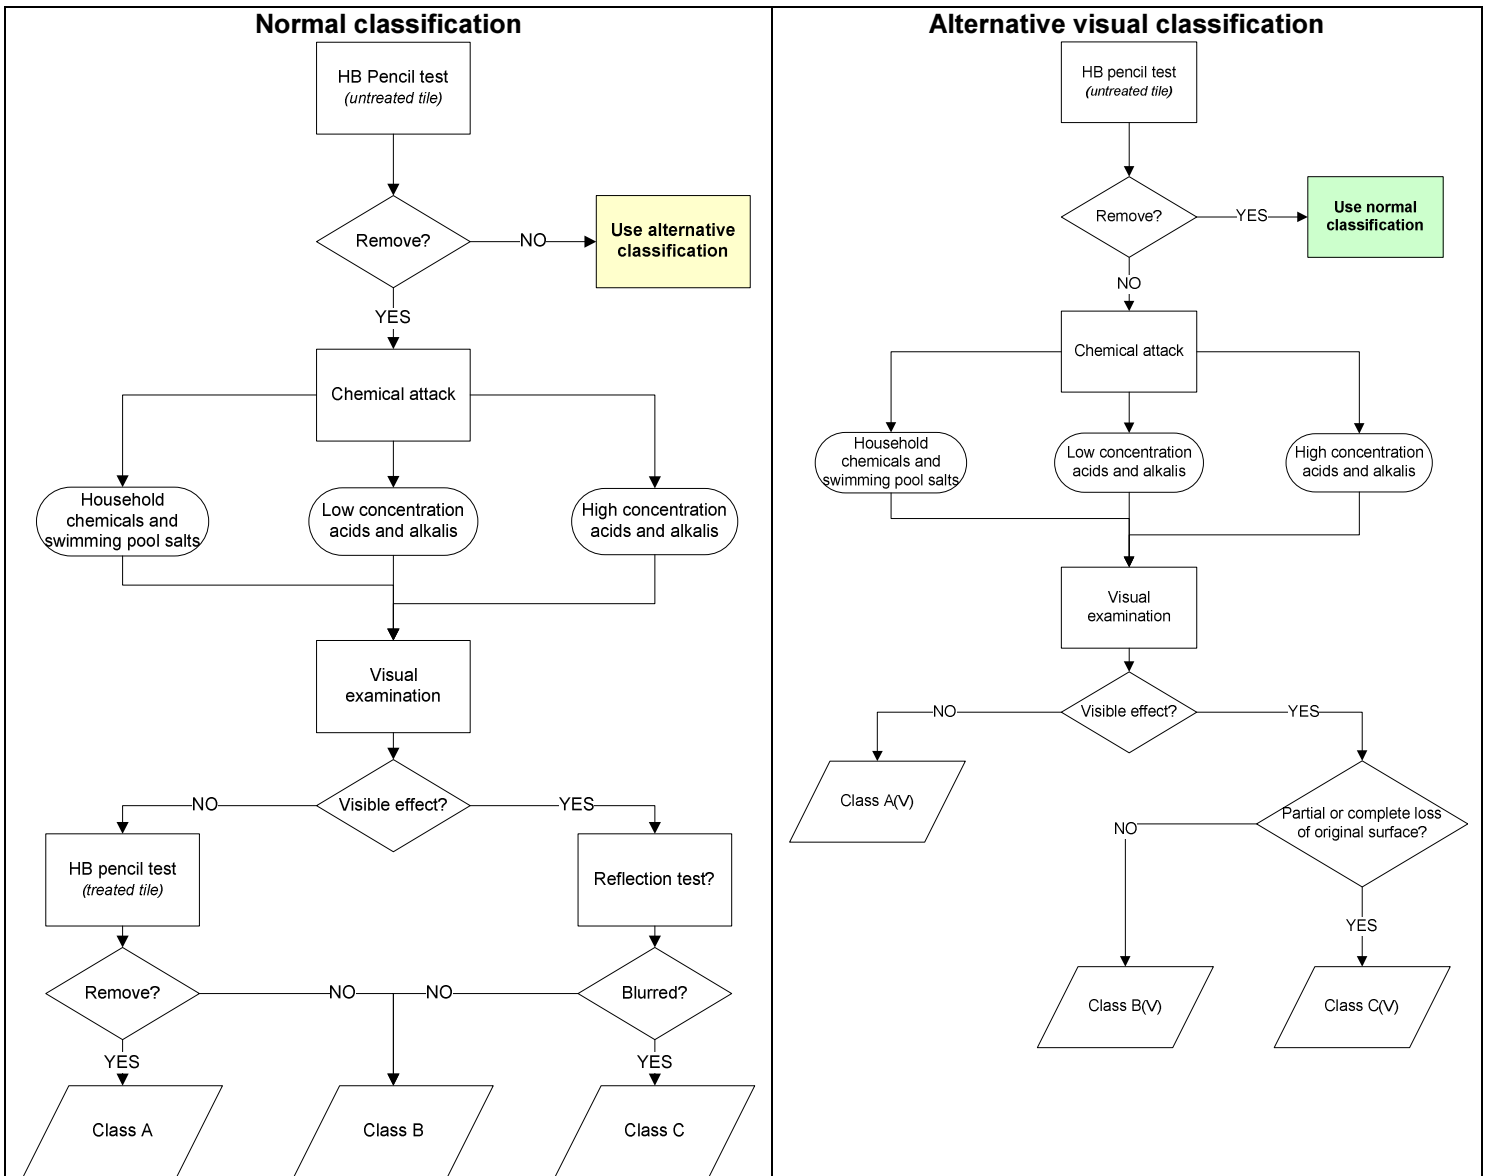 Normal classification
HB Pencil test
(untreated tile)
Remove?
NO
Use alternative
classification
YES
Chemical attack
Household
chemicals and
swimming pool salts
Low concentration
acids and alkalis
High concentration
acids and alkalis
Visual
examination
Visible effect?
NO
YES
HB pencil test
(treated tile)
Reflection test?
Remove?
NO
NO
Blurred?
YES
YES
Class A
Class B
Class C
Alternative visual classification
HB pencil test
(untreated tile)
Remove?
YES
Use normal
classification
NO
Chemical attack
Household
chemicals and
swimming pool salts
Low concentration
acids and alkalis
High concentration
acids and alkalis
Visual
examination
Visible effect?
NO
YES
Class A(V)
Partial or complete loss
of original surface?
NO
YES
Class B(V)
Class C(V)